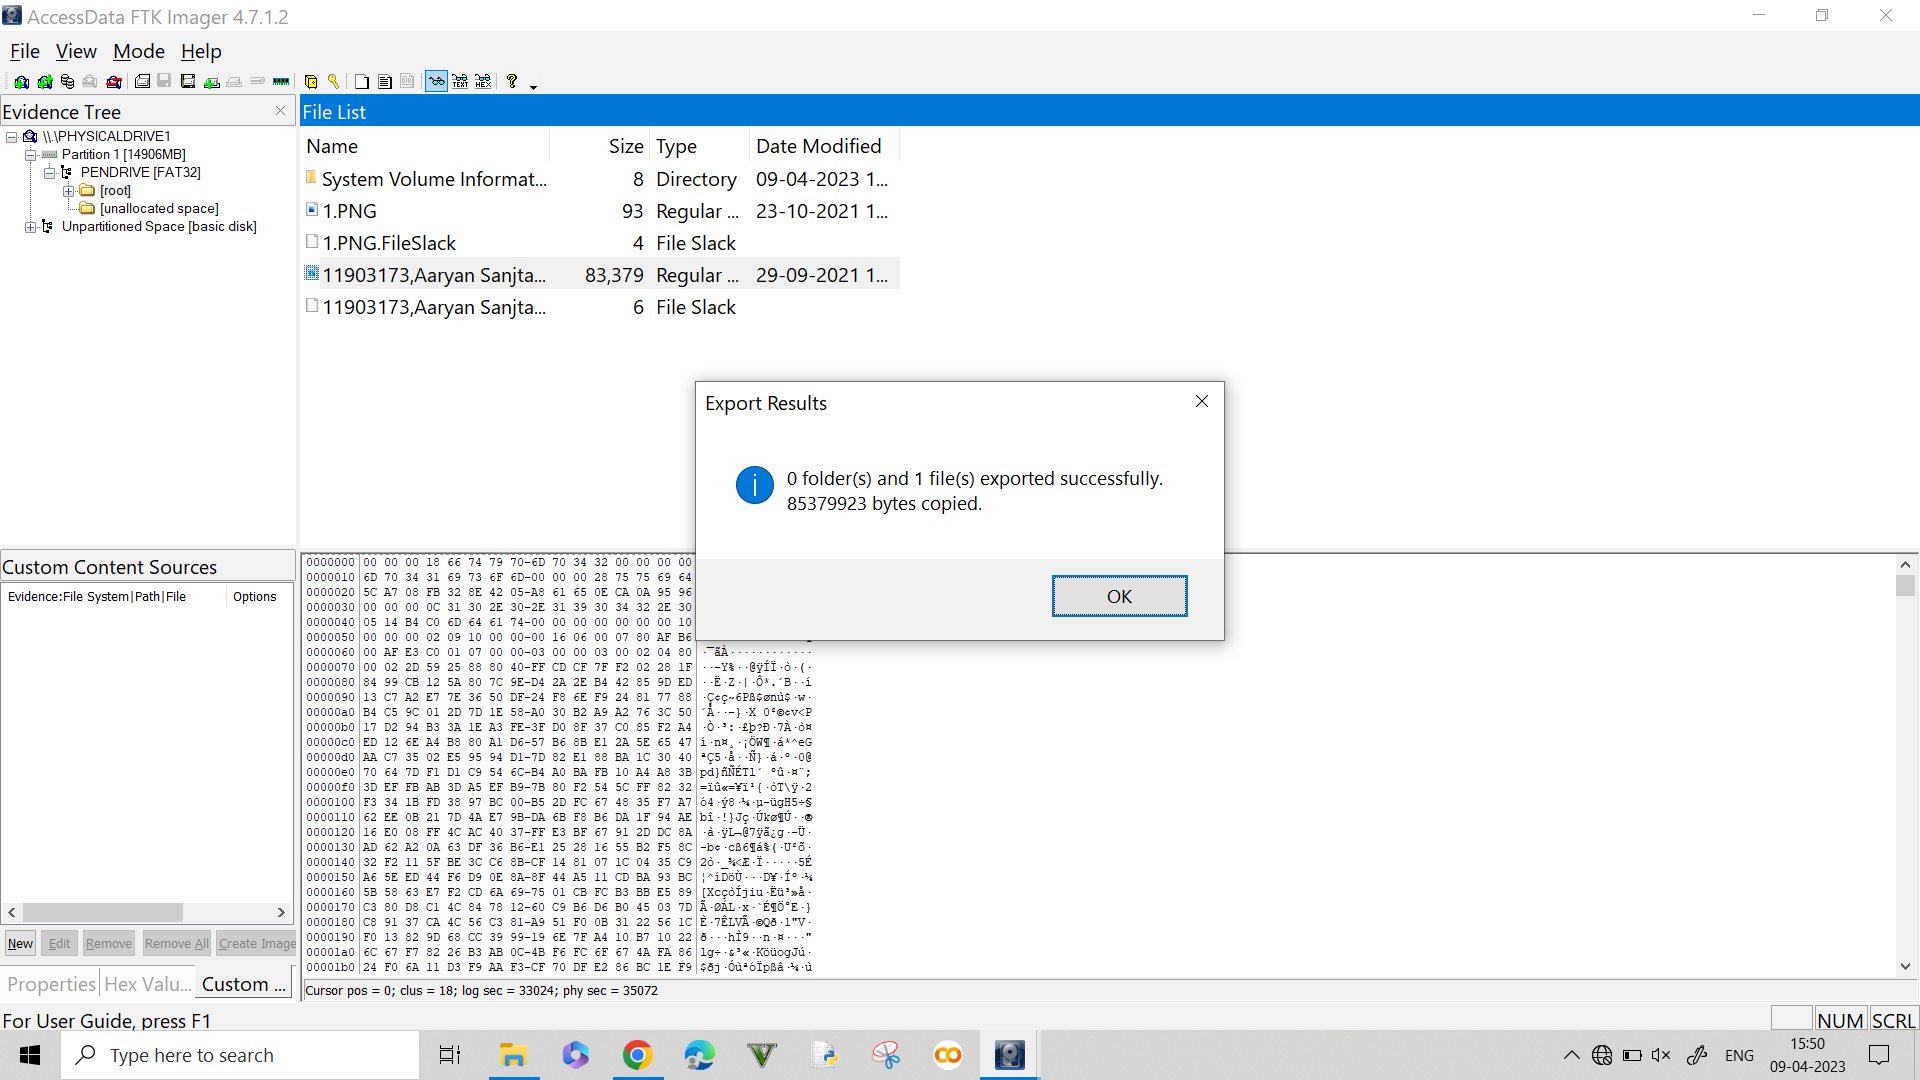 AccessData FTK Imager 4.7.1.2
File View Mode Help
Evidence Tree
\\.\PHYSICALDRIVE1
Partition 1 [14906MB]
PENDRIVE [FAT32]
[root]
[unallocated space]
Unpartitioned Space [basic disk]
File List
Name Size Type Date Modified
System Volume Informat... 8 Directory 09-04-2023 1...
1.PNG 93 Regular ... 23-10-2021 1...
1.PNG.FileSlack 4 File Slack
11903173,Aaryan Sanjta... 83,379 Regular ... 29-09-2021 1...
11903173,Aaryan Sanjta... 6 File Slack
Export Results
0 folder(s) and 1 file(s) exported successfully.
85379923 bytes copied.
OK
Custom Content Sources
Evidence:File System|Path|File Options
New Edit Remove Remove All Create Image
Properties Hex Valu... Custom ...
0000000 00 00 00 18 66 74 79 70-6D 70 34 32 00 00 00 00
0000010 6D 70 34 31 69 73 6F 6D-00 00 00 28 75 75 69 64
0000020 5C A7 08 FB 32 8E 42 05-A8 61 65 0E CA 0A 95 96
0000030 00 00 00 0C 31 30 2E 30-2E 31 39 30 34 32 2E 30
0000040 05 14 B4 C0 6D 64 61 74-00 00 00 00 00 00 00 10
0000050 00 00 00 02 09 10 00 00-00 16 06 00 07 80 AF B6
0000060 00 AF E3 C0 01 07 00 00-03 00 00 03 00 02 04 80
0000070 00 02 2D 59 25 88 80 40-FF CD CF 7F F2 02 28 1F
0000080 84 99 CB 12 5A 80 7C 9E-D4 2A 2E B4 42 85 9D ED
0000090 13 C7 A2 E7 7E 36 50 DF-24 F8 6E F9 24 81 77 88
00000a0 B4 C5 9C 01 2D 7D 1E 58-A0 30 B2 A9 A2 76 3C 50
00000b0 17 D2 94 B3 3A 1E A3 FE-3F D0 8F 37 C0 85 F2 A4
00000c0 ED 12 6E A4 B8 80 A1 D6-57 B6 8B E1 2A 5E 65 47
00000d0 AA C7 35 02 E5 95 94 D1-7D 82 E1 88 BA 1C 30 40
00000e0 70 64 7D F1 D1 C9 54 6C-B4 A0 BA FB 10 A4 A8 3B
00000f0 3D EF FB AB 3D A5 EF B9-7B 80 F2 54 5C FF 82 32
0000100 F3 34 1B FD 38 97 BC 00-B5 2D FC 67 48 35 F7 A7
0000110 62 EE 0B 21 7D 4A E7 9B-DA 6B F8 B6 DA 1F 94 AE
0000120 16 E0 08 FF 4C AC 40 37-FF E3 BF 67 91 2D DC 8A
0000130 AD 62 A2 0A 63 DF 36 B6-E1 25 28 16 55 B2 F5 8C
0000140 32 F2 11 5F BE 3C C6 8B-CF 14 81 07 1C 04 35 C9
0000150 A6 5E ED 44 F6 D9 0E 8A-8F 44 A5 11 CD BA 93 BC
0000160 5B 58 63 E7 F2 CD 6A 69-75 01 CB FC B3 BB E5 89
0000170 C3 80 D8 C1 4C 84 78 12-60 C9 B6 D6 B0 45 03 7D
0000180 C8 91 37 CA 4C 56 C3 81-A9 51 F0 0B 31 22 56 1C
0000190 F0 13 82 9D 68 CC 39 99-19 6E 7F A4 10 B7 10 22
00001a0 6C 67 F7 82 26 B3 AB 0C-4B F6 FC 6F 67 4A FA 86
00001b0 24 F0 6A 11 D3 F9 AA F3-CF 70 DF E2 86 BC 1E F9
Cursor pos = 0; clus = 18; log sec = 33024; phy sec = 35072
For User Guide, press F1
NUM SCRL
Type here to search
ENG
15:50
09-04-2023